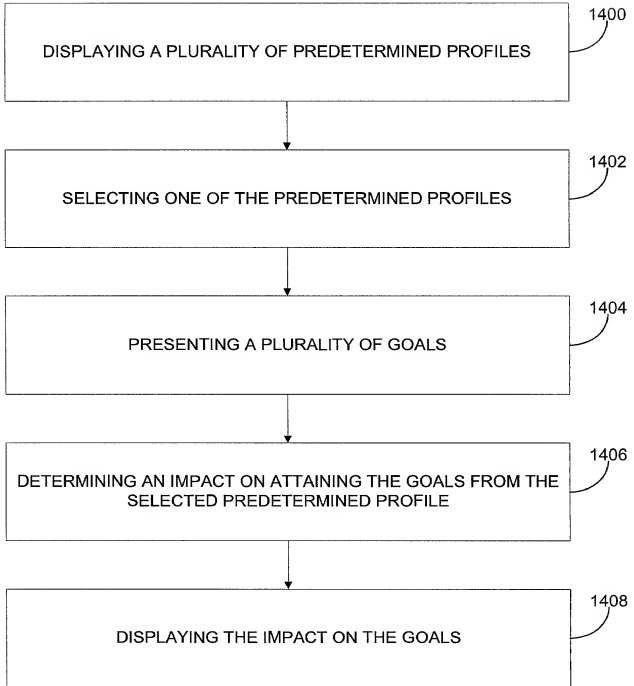 1400
DISPLAYING A PLURALITY OF PREDETERMINED PROFILES
1402
SELECTING ONE OF THE PREDETERMINED PROFILES
1404
PRESENTING A PLURALITY OF GOALS
1406
DETERMINING AN IMPACT ON ATTAINING THE GOALS FROM THE
SELECTED PREDETERMINED PROFILE
1408
DISPLAYING THE IMPACT ON THE GOALS